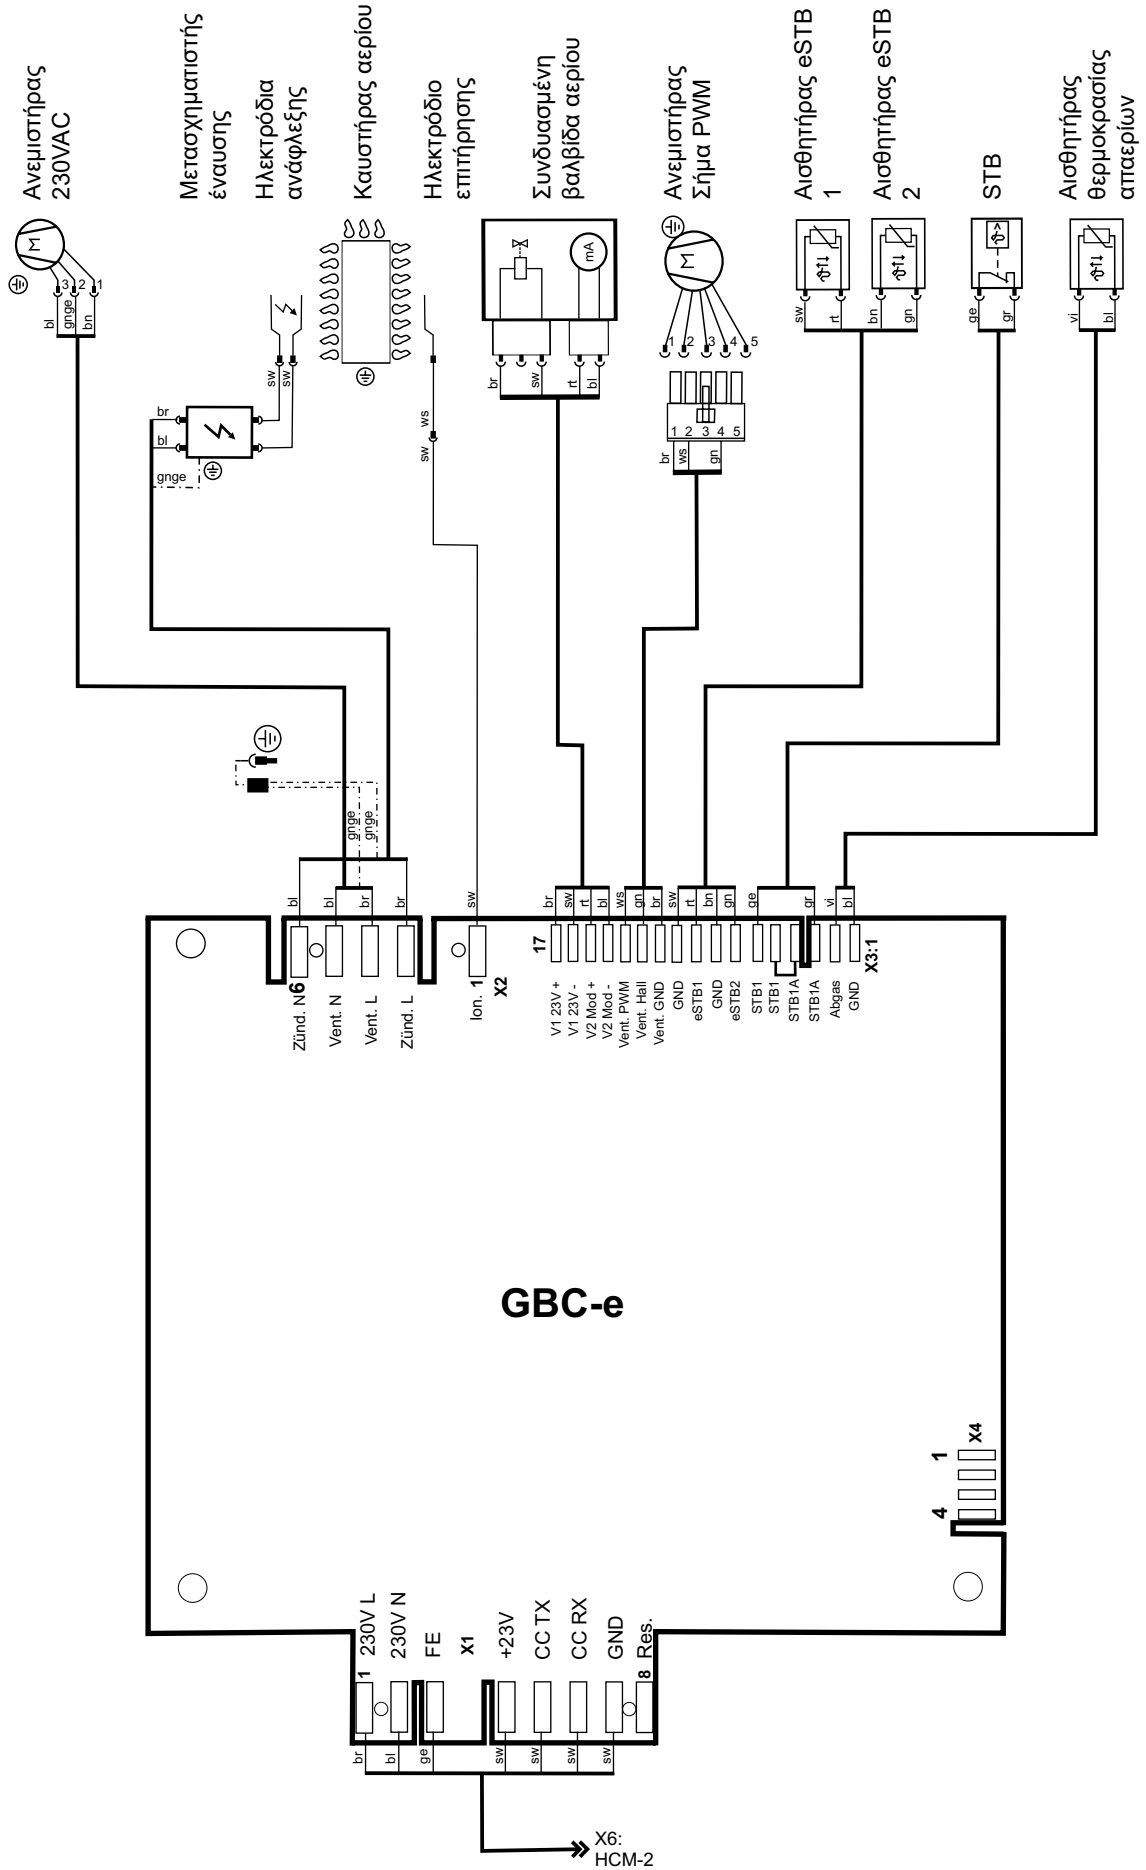 Ανεμιστήρας
230VAC
Μετασχηματιστής
έναυσης
Ηλεκτρόδια
ανάφλεξης
Καυστήρας αερίου
Ηλεκτρόδιο
επιτήρησης
Συνδυασμένη
βαλβίδα αερίου
Ανεμιστήρας
Σήμα PWM
Αισθητήρας eSTB
1
Αισθητήρας eSTB
2
STB
Αισθητήρας
θερμοκρασίας
απαερίων
M
3
2
1
bl
gnge
bn
br
bl
gnge
sw
sw
ws
sw
mA
br
sw
rt
bl
M
1
2
3
4
5
1 2 3 4 5
br
ws
gn
sw
rt
bn
gn
ge
gr
vi
bl
gnge
gnge
bl
bl
br
br
sw
br
sw
rt
bl
ws
gn
br
sw
rt
bn
gn
ge
gr
vi
bl
Zünd. N
6
Vent. N
Vent. L
Zünd. L
Ion. 1
X2
17
V1 23V +
V1 23V -
V2 Mod +
V2 Mod -
Vent. PWM
Vent. Hall
Vent. GND
GND
eSTB1
GND
eSTB2
STB1
STB1
STB1A
STB1A
Abgas
GND
X3:1
GBC-e
1
X4
4
1
230V L
230V N
FE
X1
+23V
CC TX
CC RX
GND
8
Res.
br
bl
ge
sw
sw
sw
sw
X6:
HCM-2